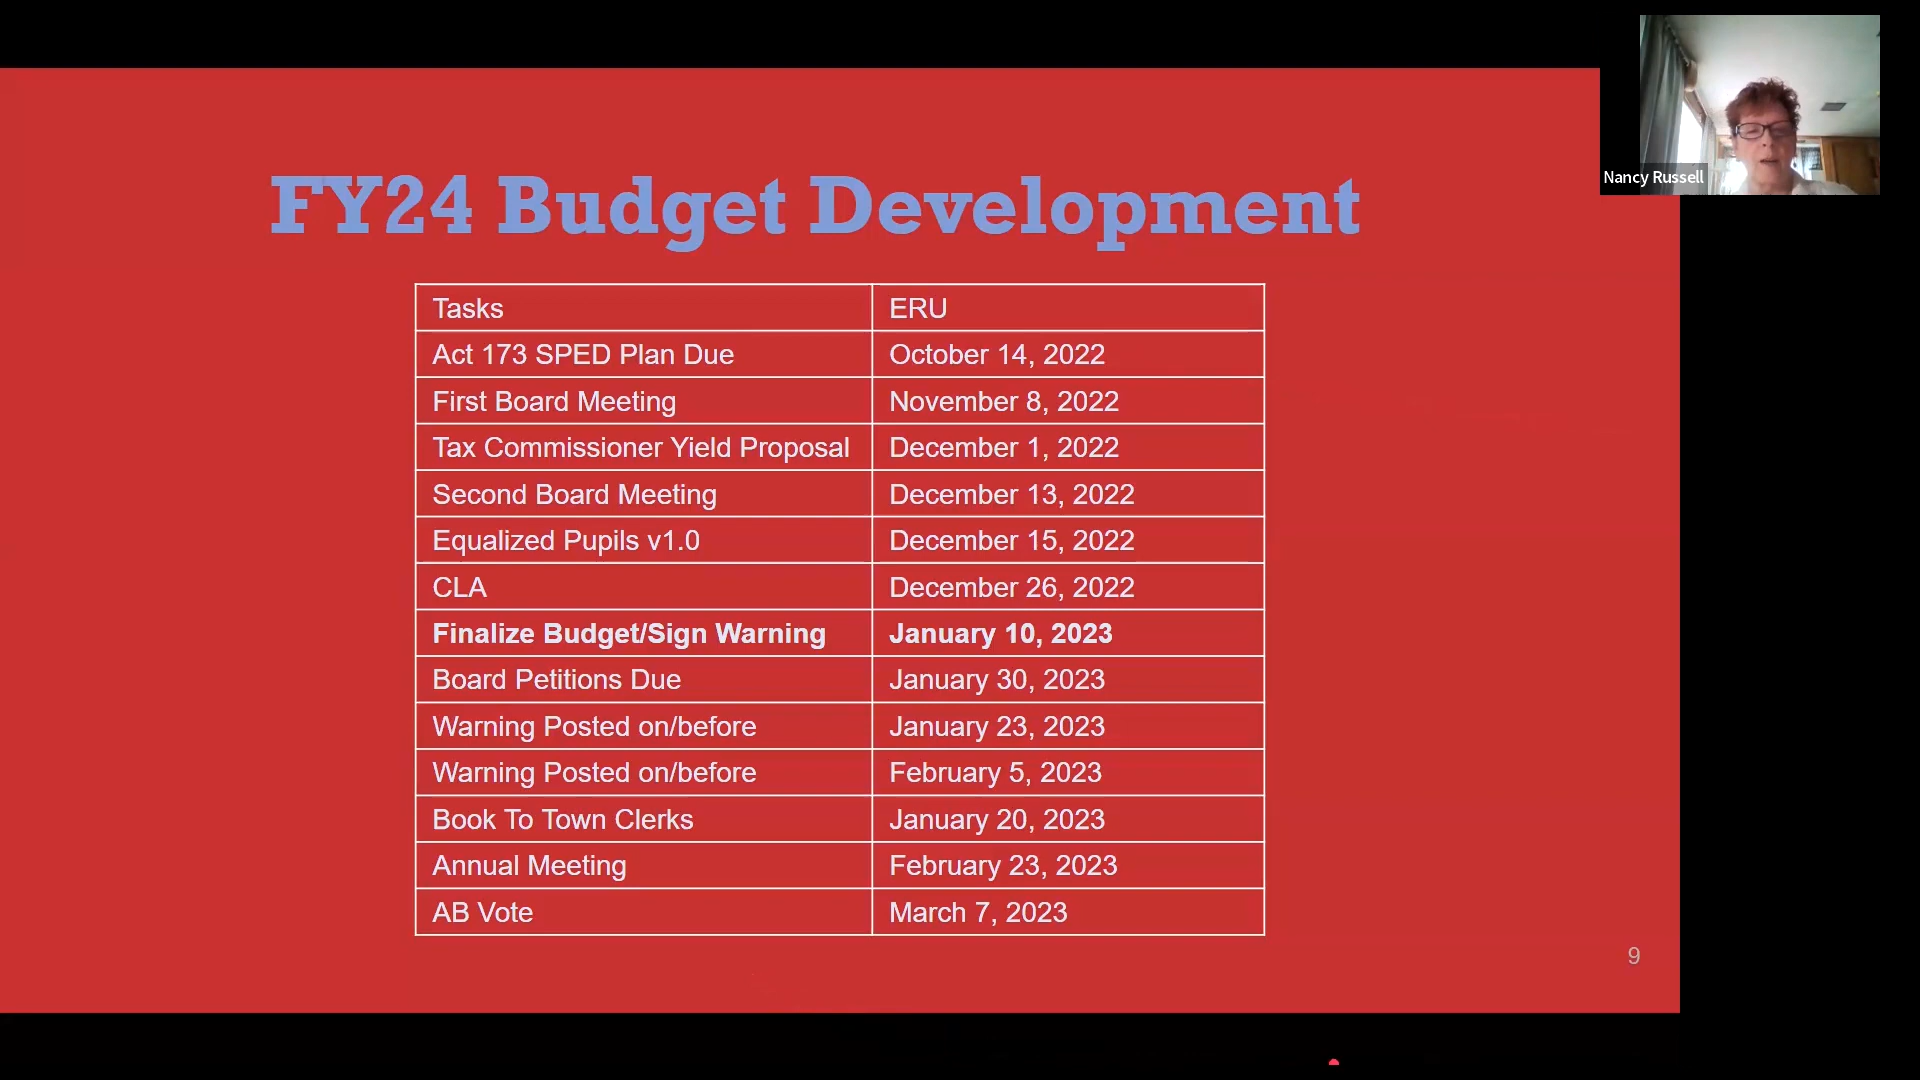 Nancy Russell
FY24 Budget Development
Tasks ERU
Act 173 SPED Plan Due October 14, 2022
First Board Meeting November 8, 2022
Tax Commissioner Yield Proposal December 1, 2022
Second Board Meeting December 13, 2022
Equalized Pupils v1.0 December 15, 2022
CLA December 26, 2022
Finalize Budget/Sign Warning January 10, 2023
Board Petitions Due January 30, 2023
Warning Posted on/before January 23, 2023
Warning Posted on/before February 5, 2023
Book To Town Clerks January 20, 2023
Annual Meeting February 23, 2023
AB Vote March 7, 2023
9